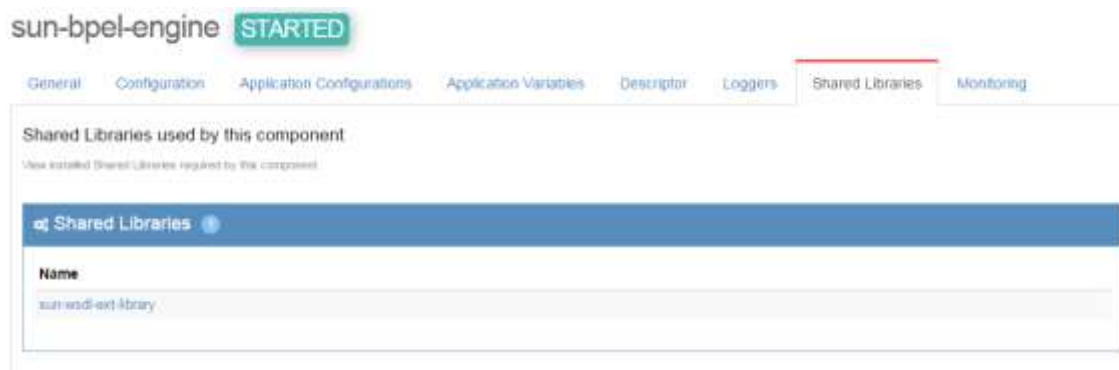 sun-bpel-engine STARTED
General Configuration Application Configurations Application Variables Descriptor Loggers Shared Libraries Monitoring
Shared Libraries used by this component
View installed Shared Libraries required by this component.
Shared Libraries
Name
sun-wsdl-ext-library